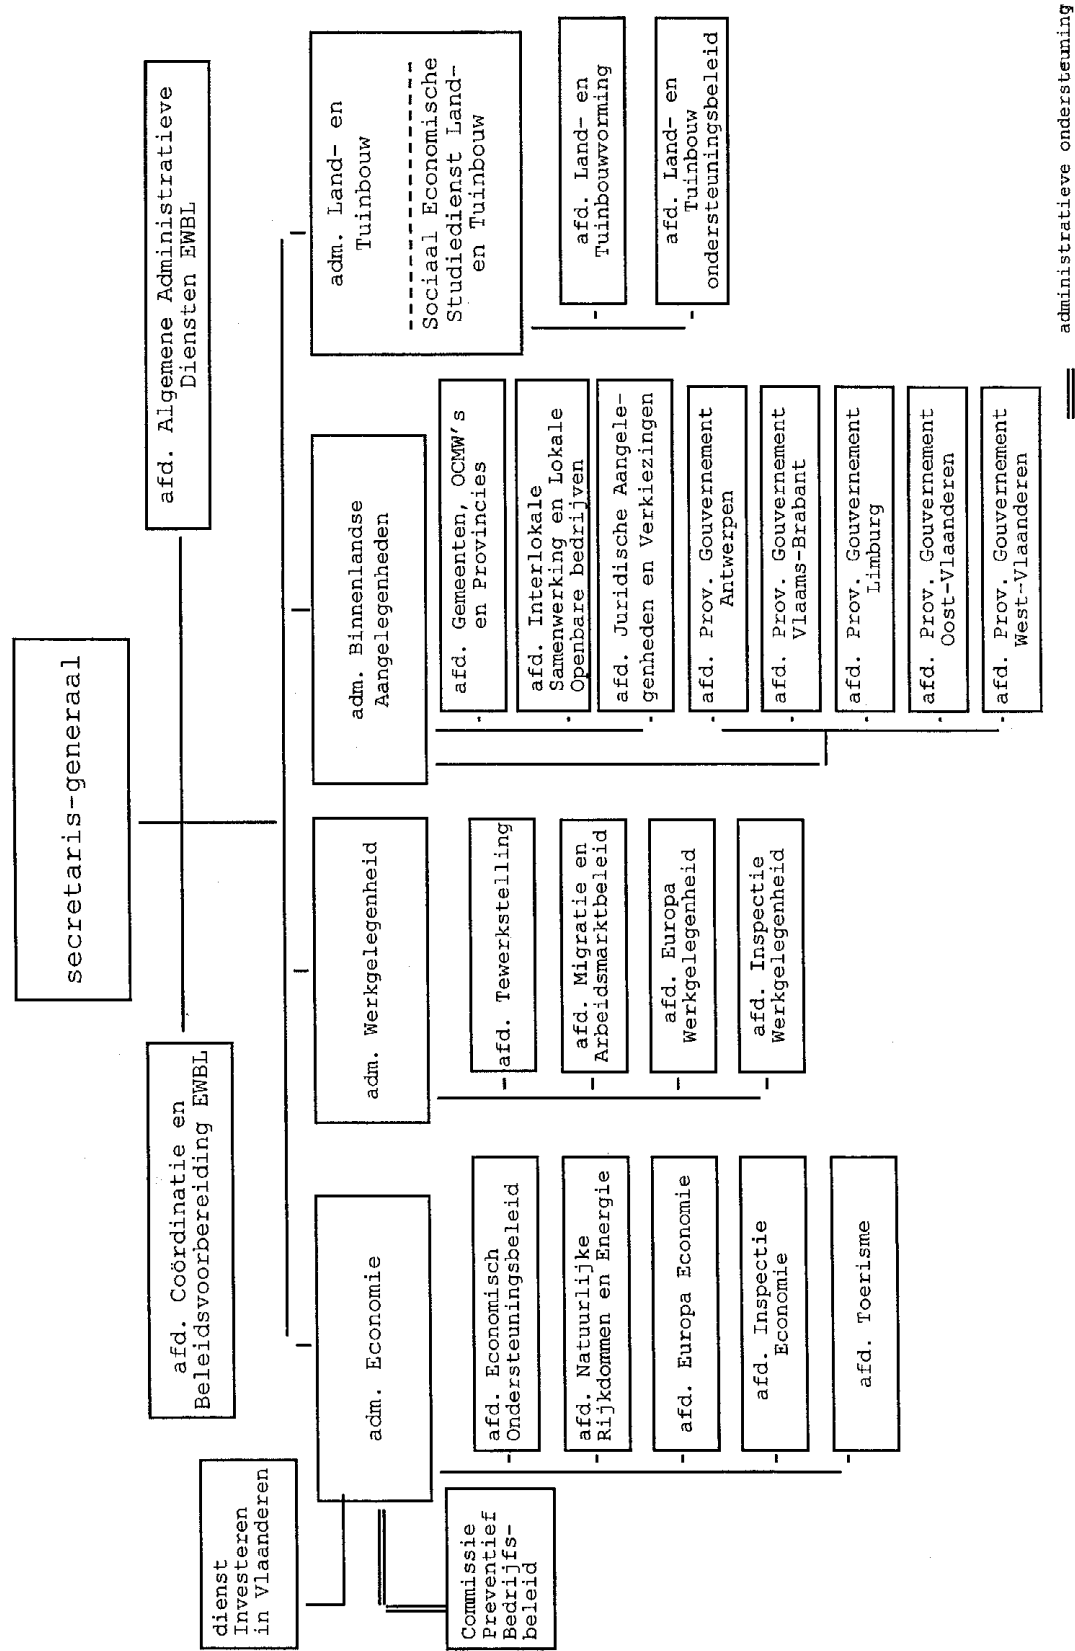 secretaris-generaal
afd. Coördinatie en
Beleidsvoorbereiding EWBL
afd. Algemene Administratieve
Diensten EWBL
dienst
Investeren
in Vlaanderen
adm. Economie
adm. Werkgelegenheid
adm. Binnenlandse
Aangelegenheden
adm. Land- en
Tuinbouw
Sociaal Economische
Studiedienst Land-
en Tuinbouw
Commissie
Preventief
Bedrijfs-
beleid
afd. Economisch
Ondersteuningsbeleid
afd. Natuurlijke
Rijkdommen en Energie
afd. Europa Economie
afd. Inspectie
Economie
afd. Toerisme
afd. Tewerkstelling
afd. Migratie en
Arbeidsmarktbeleid
afd. Europa
Werkgelegenheid
afd. Inspectie
Werkgelegenheid
afd. Gemeenten, OCMW's
en Provincies
afd. Interlokale
Samenwerking en Lokale
Openbare bedrijven
afd. Juridische Aangele-
genheden en Verkiezingen
afd. Prov. Gouvernement
Antwerpen
afd. Prov. Gouvernement
Vlaams-Brabant
afd. Prov. Gouvernement
Limburg
afd. Prov. Gouvernement
Oost-Vlaanderen
afd. Prov. Gouvernement
West-Vlaanderen
afd. Land- en
Tuinbouwvorming
afd. Land- en
Tuinbouw
ondersteuningsbeleid
administratieve ondersteuning